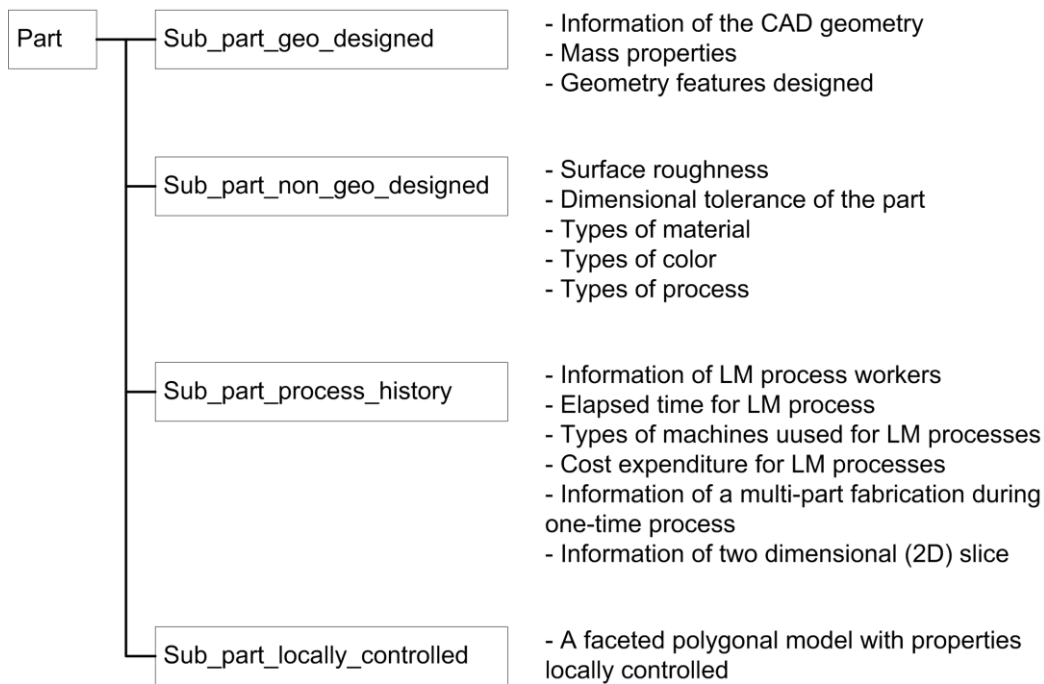 Part
Sub_part_geo_designed
- Information of the CAD geometry
- Mass properties
- Geometry features designed
Sub_part_non_geo_designed
- Surface roughness
- Dimensional tolerance of the part
- Types of material
- Types of color
- Types of process
Sub_part_process_history
- Information of LM process workers
- Elapsed time for LM process
- Types of machines uused for LM processes
- Cost expenditure for LM processes
- Information of a multi-part fabrication during
one-time process
- Information of two dimensional (2D) slice
Sub_part_locally_controlled
- A faceted polygonal model with properties
locally controlled